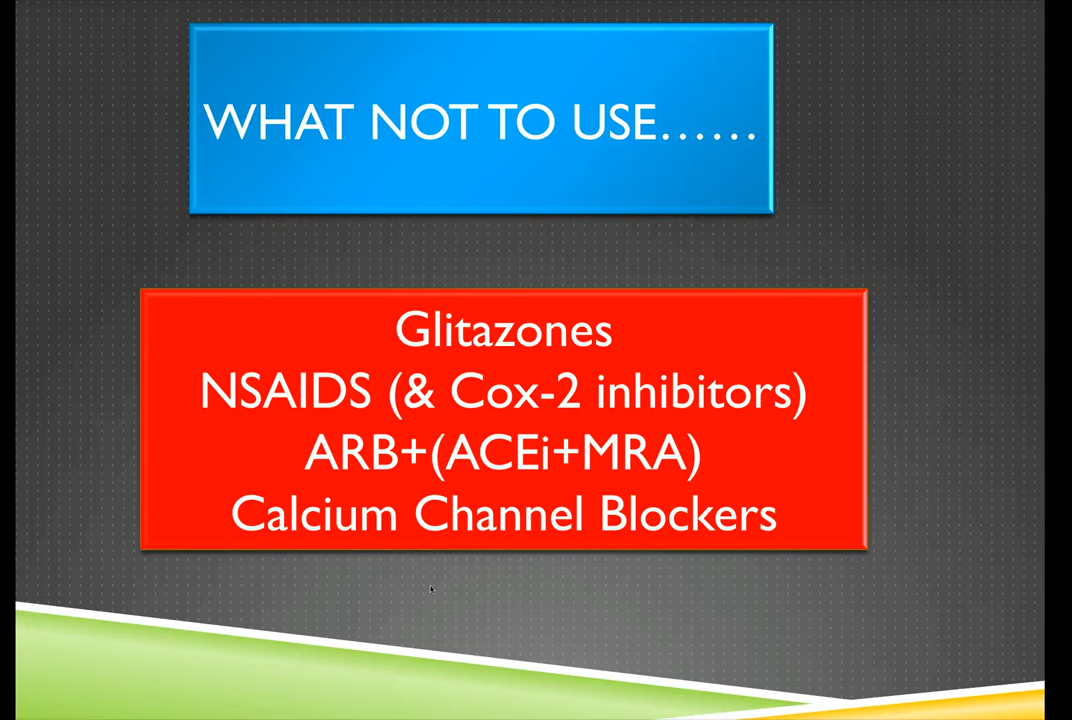 WHAT NOT TO USE......
Glitazones
NSAIDS (& Cox-2 inhibitors)
ARB+(ACEi+MRA)
Calcium Channel Blockers